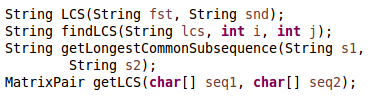 String LCS(String fst, String snd);
String findLCS(String lcs, int i, int j);
String getLongestCommonSubsequence(String s1,
String s2);
MatrixPair getLCS(char[] seq1, char[] seq2);